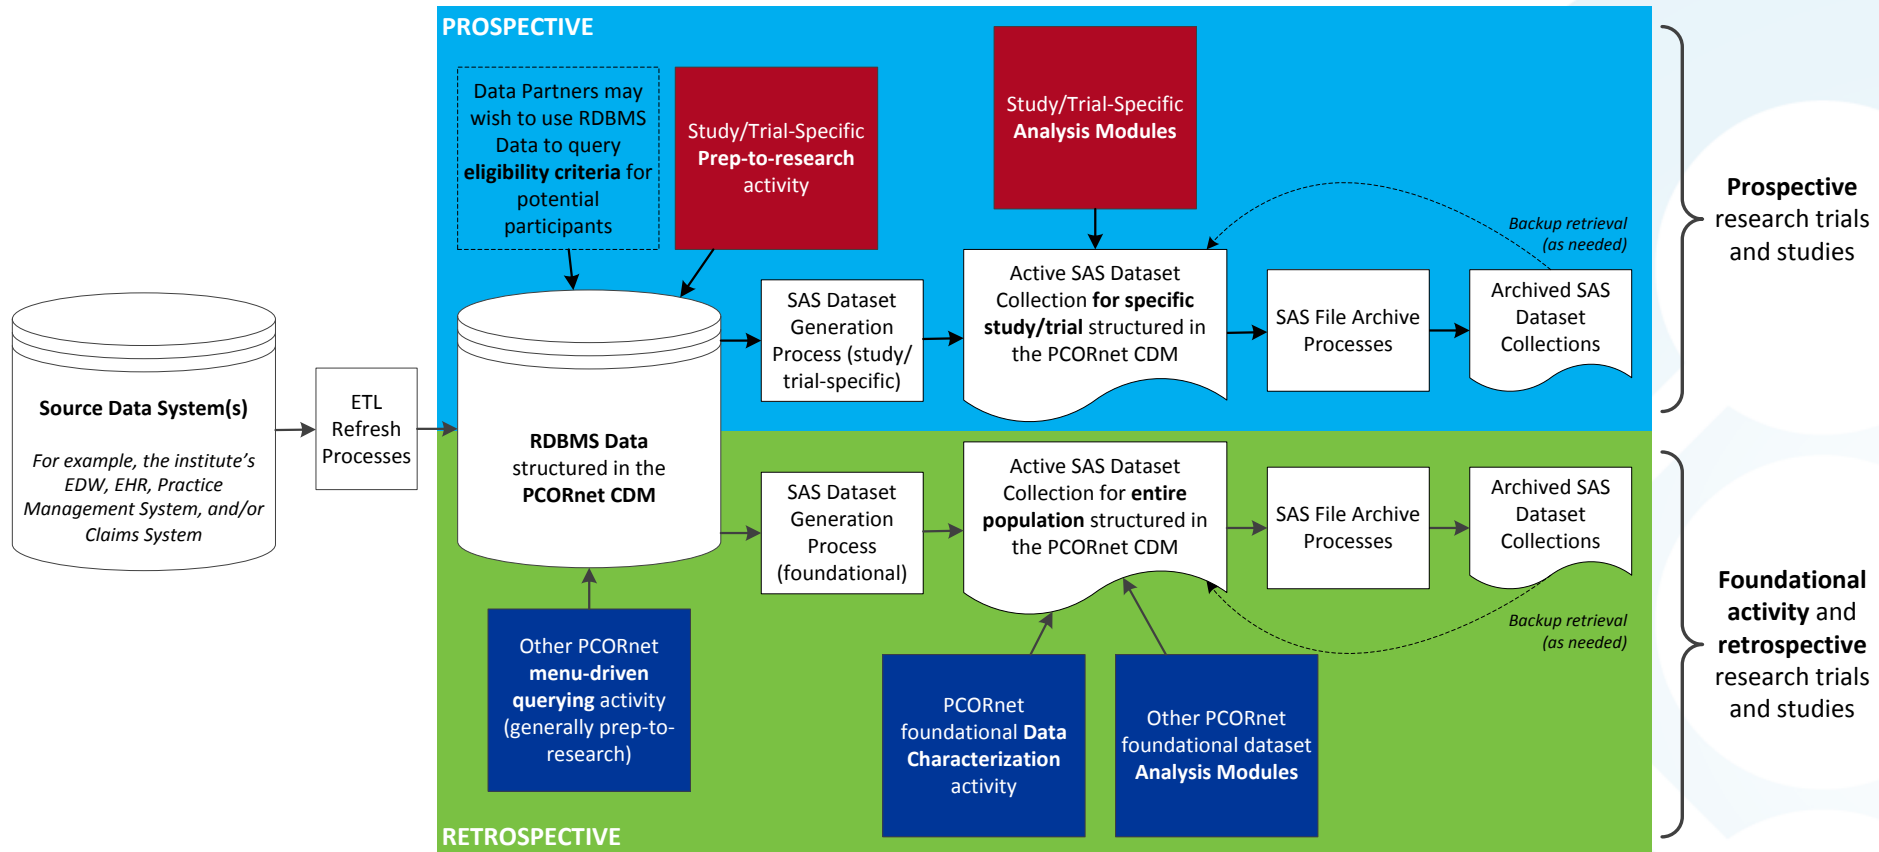 PROSPECTIVE
Data Partners may
wish to use RDBMS
Data to query
eligibility criteria for
potential
participants
Study/Trial-Specific
Prep-to-research
activity
Study/Trial-Specific
Analysis Modules
Backup retrieval
(as needed)
Prospective
research trials
and studies
Source Data System(s)
For example, the institute’s
EDW, EHR, Practice
Management System, and/or
Claims System
ETL
Refresh
Processes
RDBMS Data
structured in the
PCORnet CDM
SAS Dataset
Generation
Process (study/
trial-specific)
Active SAS Dataset
Collection for specific
study/trial structured in
the PCORnet CDM
SAS File Archive
Processes
Archived SAS
Dataset
Collections
SAS Dataset
Generation
Process
(foundational)
Active SAS Dataset
Collection for entire
population structured in
the PCORnet CDM
SAS File Archive
Processes
Archived SAS
Dataset
Collections
Backup retrieval
(as needed)
Other PCORnet
menu-driven
querying activity
(generally prep-to-
research)
PCORnet
foundational Data
Characterization
activity
Other PCORnet
foundational dataset
Analysis Modules
Foundational
activity and
retrospective
research trials
and studies
RETROSPECTIVE